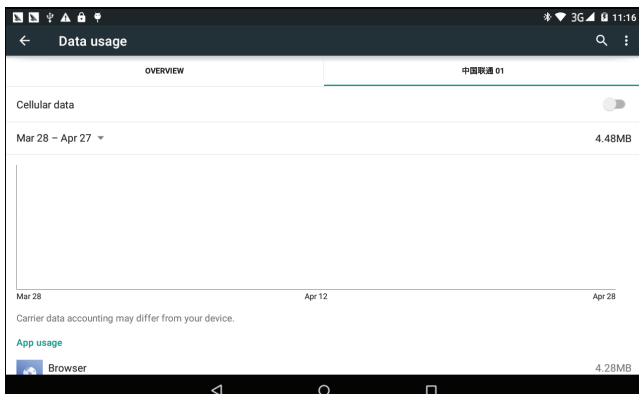 3G 11:16
Data usage
OVERVIEW
中国联通 01
Cellular data
Mar 28 – Apr 27 4.48MB
Mar 28 Apr 12 Apr 28
Carrier data accounting may differ from your device.
App usage
Browser 4.28MB